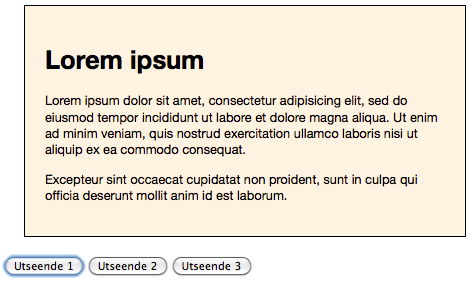 Lorem ipsum
Lorem ipsum dolor sit amet, consectetur adipisicing elit, sed do
eiusmod tempor incididunt ut labore et dolore magna aliqua. Ut enim
ad minim veniam, quis nostrud exercitation ullamco laboris nisi ut
aliquip ex ea commodo consequat.
Excepteur sint occaecat cupidatat non proident, sunt in culpa qui
officia deserunt mollit anim id est laborum.
Utseende 1 Utseende 2 Utseende 3